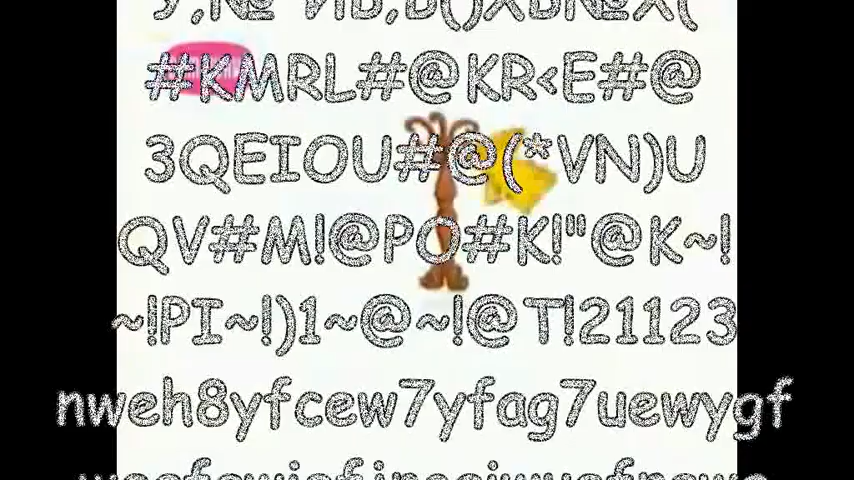 #KMRL#@KR<E#@
3QEIOU#@(*VN)U
QV#M!@PO#K!"@K~!
~!PI~!)1~@~!@T!21123
nweh8yfcew7yfag7uewygf